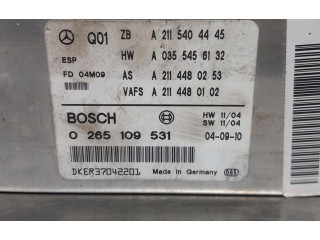 Q01 ZB A 211 540 44 45
ESP HW A 035 545 61 32
FD 04M09 AS A 211 448 02 53
VAFS A 211 448 01 02
BOSCH HW 11/04
SW 11/04
0 265 109 531 04-09-10
DKER37042201 Made in Germany (065)